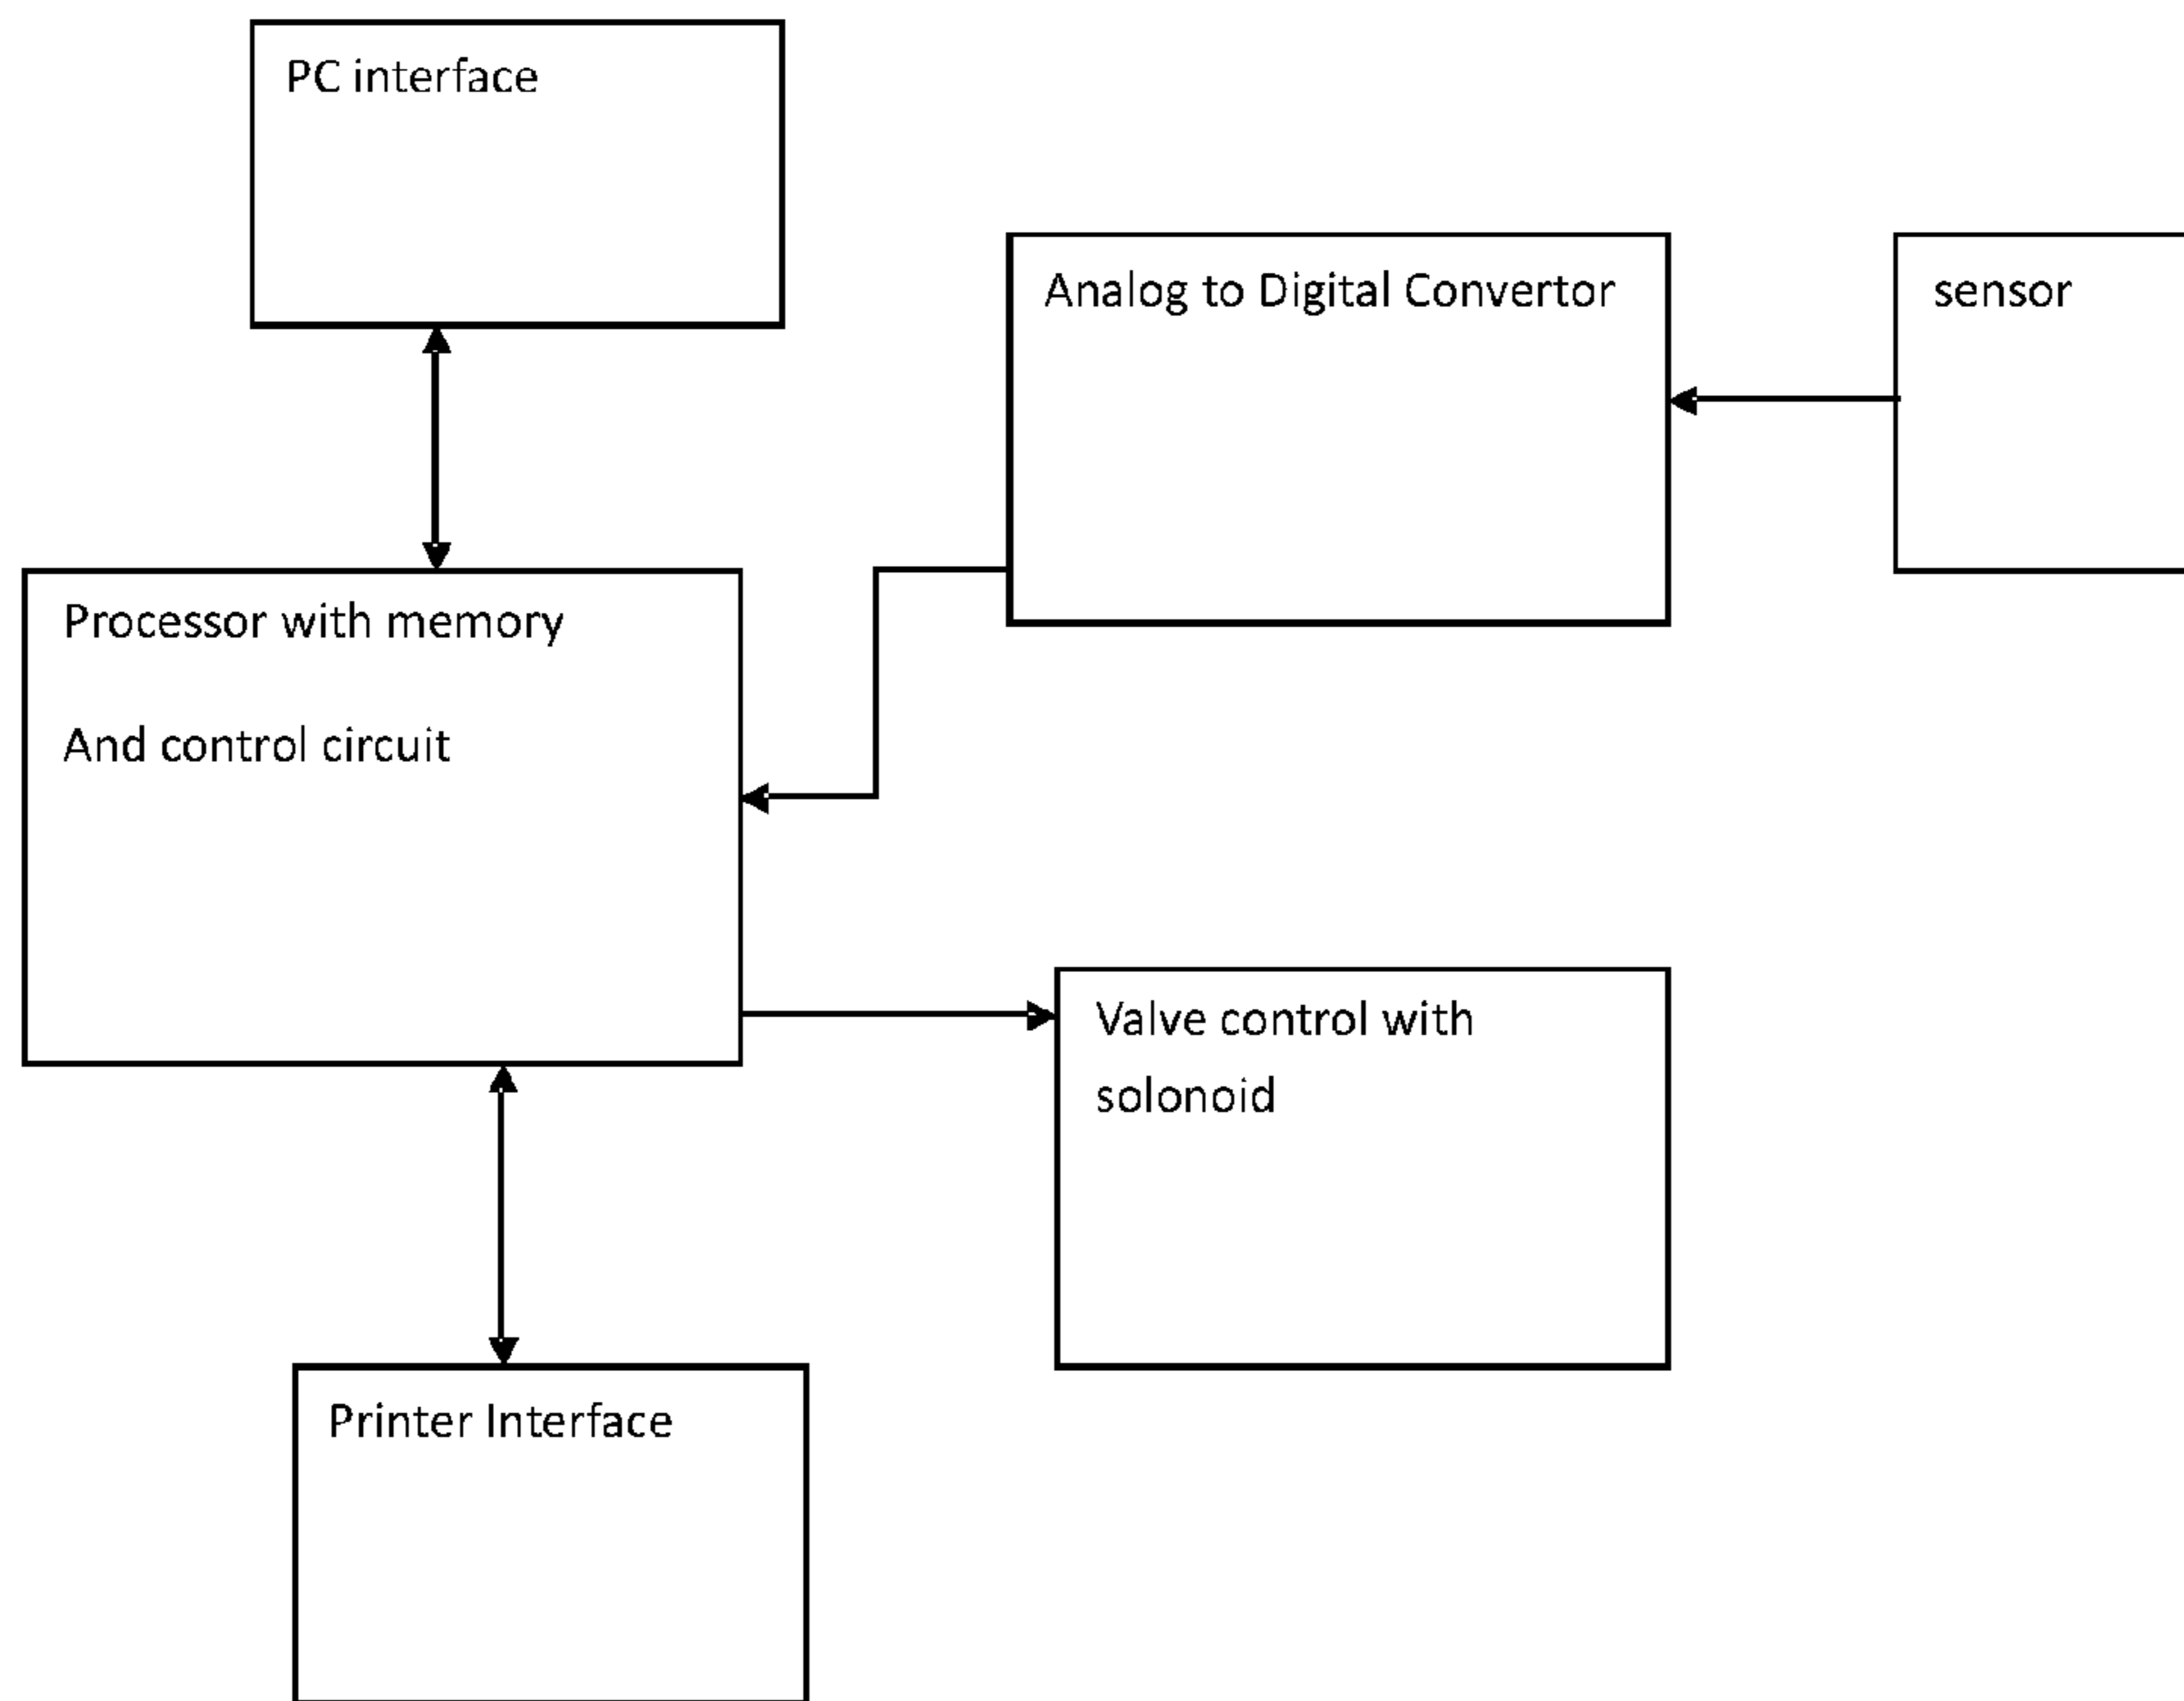 PC interface
Analog to Digital Convertor
sensor
Processor with memory
And control circuit
Valve control with
solonoid
Printer Interface